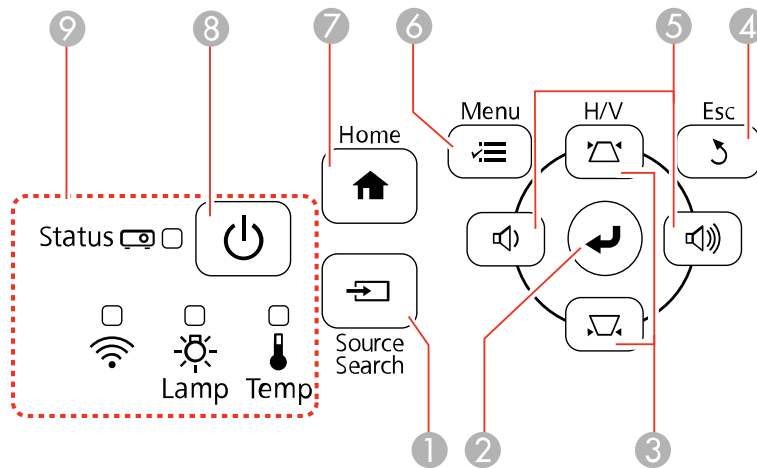 9 8 7 6 5 4
Menu H/V Esc
Home
Status
Source
Search
Lamp Temp
1 2 3